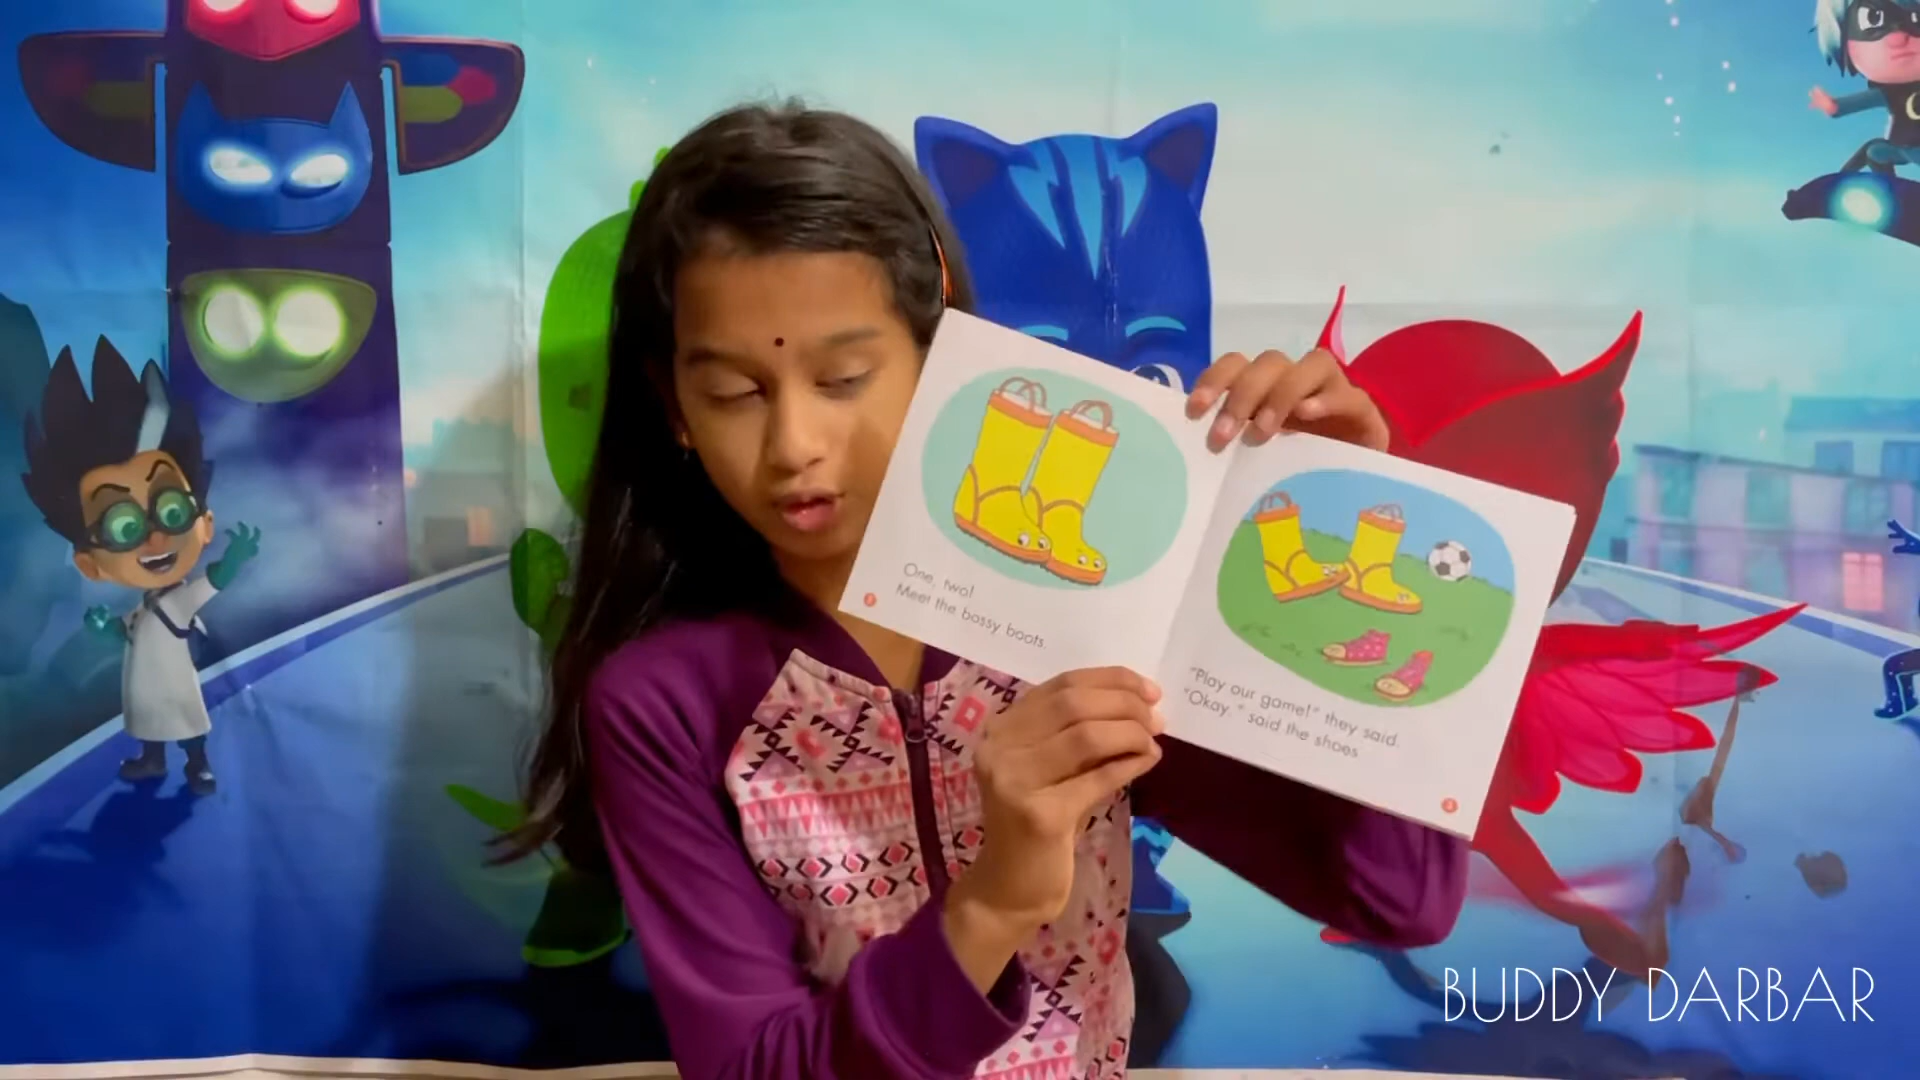 One, two!
Meet the bossy boots.
"Play our game!" they said.
"Okay," said the shoes.
BUDDY DARBAR